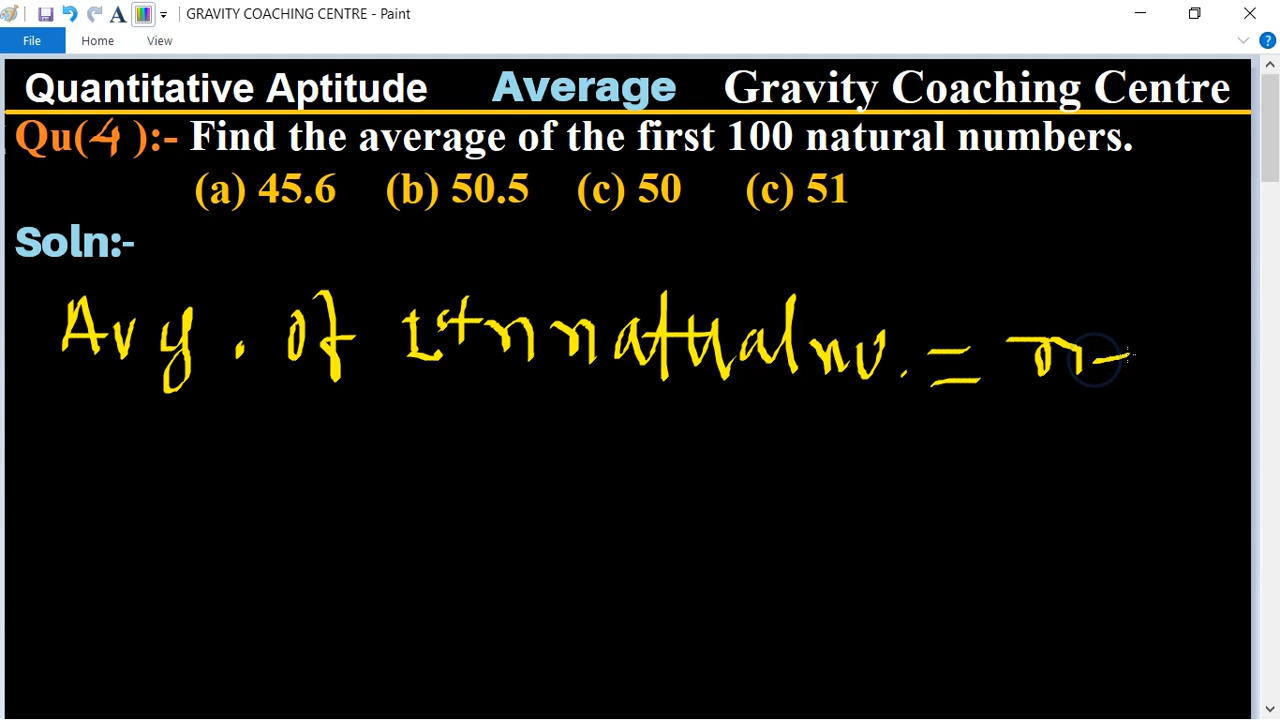 GRAVITY COACHING CENTRE - Paint
File Home View
Quantitative Aptitude Average Gravity Coaching Centre
Qu(4 ):- Find the average of the first 100 natural numbers.
(a) 45.6 (b) 50.5 (c) 50 (c) 51
Soln:-
Avg. of 1st n natual no. =